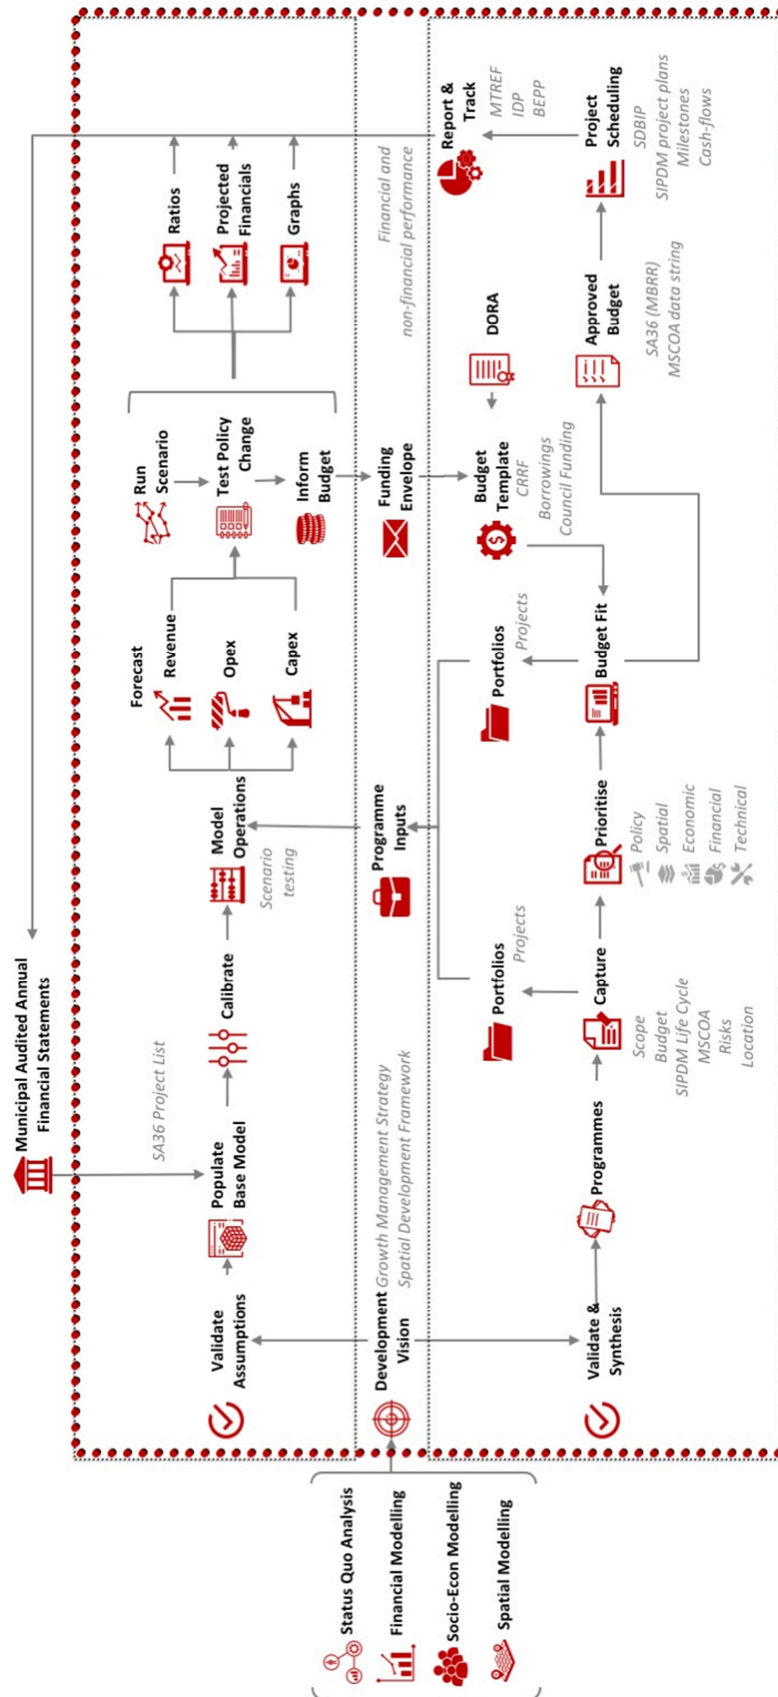 Municipal Audited Annual
Financial Statements
SA36 Project List
Status Quo Analysis
Financial Modelling
Socio-Econ Modelling
Spatial Modelling
Validate
Assumptions
Populate
Base Model
Calibrate
Model
Operations
Scenario
testing
Forecast
Revenue
Opex
Capex
Run
Scenario
Test Policy
Change
Inform
Budget
Ratios
Projected
Financials
Graphs
Development
Vision
Growth Management Strategy
Spatial Development Framework
Programme
Inputs
Funding
Envelope
Financial and
non-financial performance
Validate &
Synthesis
Programmes
Portfolios
Projects
Capture
Scope
Budget
SIPDM Life Cycle
MSCOA
Risks
Location
Prioritise
Policy
Spatial
Economic
Financial
Technical
Portfolios
Projects
Budget Fit
Budget
Template
CRRF
Borrowings
Council Funding
DORA
Approved
Budget
SA36 (MBRR)
MSCOA data string
Report &
Track
MTREF
IDP
BEPP
Project
Scheduling
SDBIP
SIPDM project plans
Milestones
Cash-flows